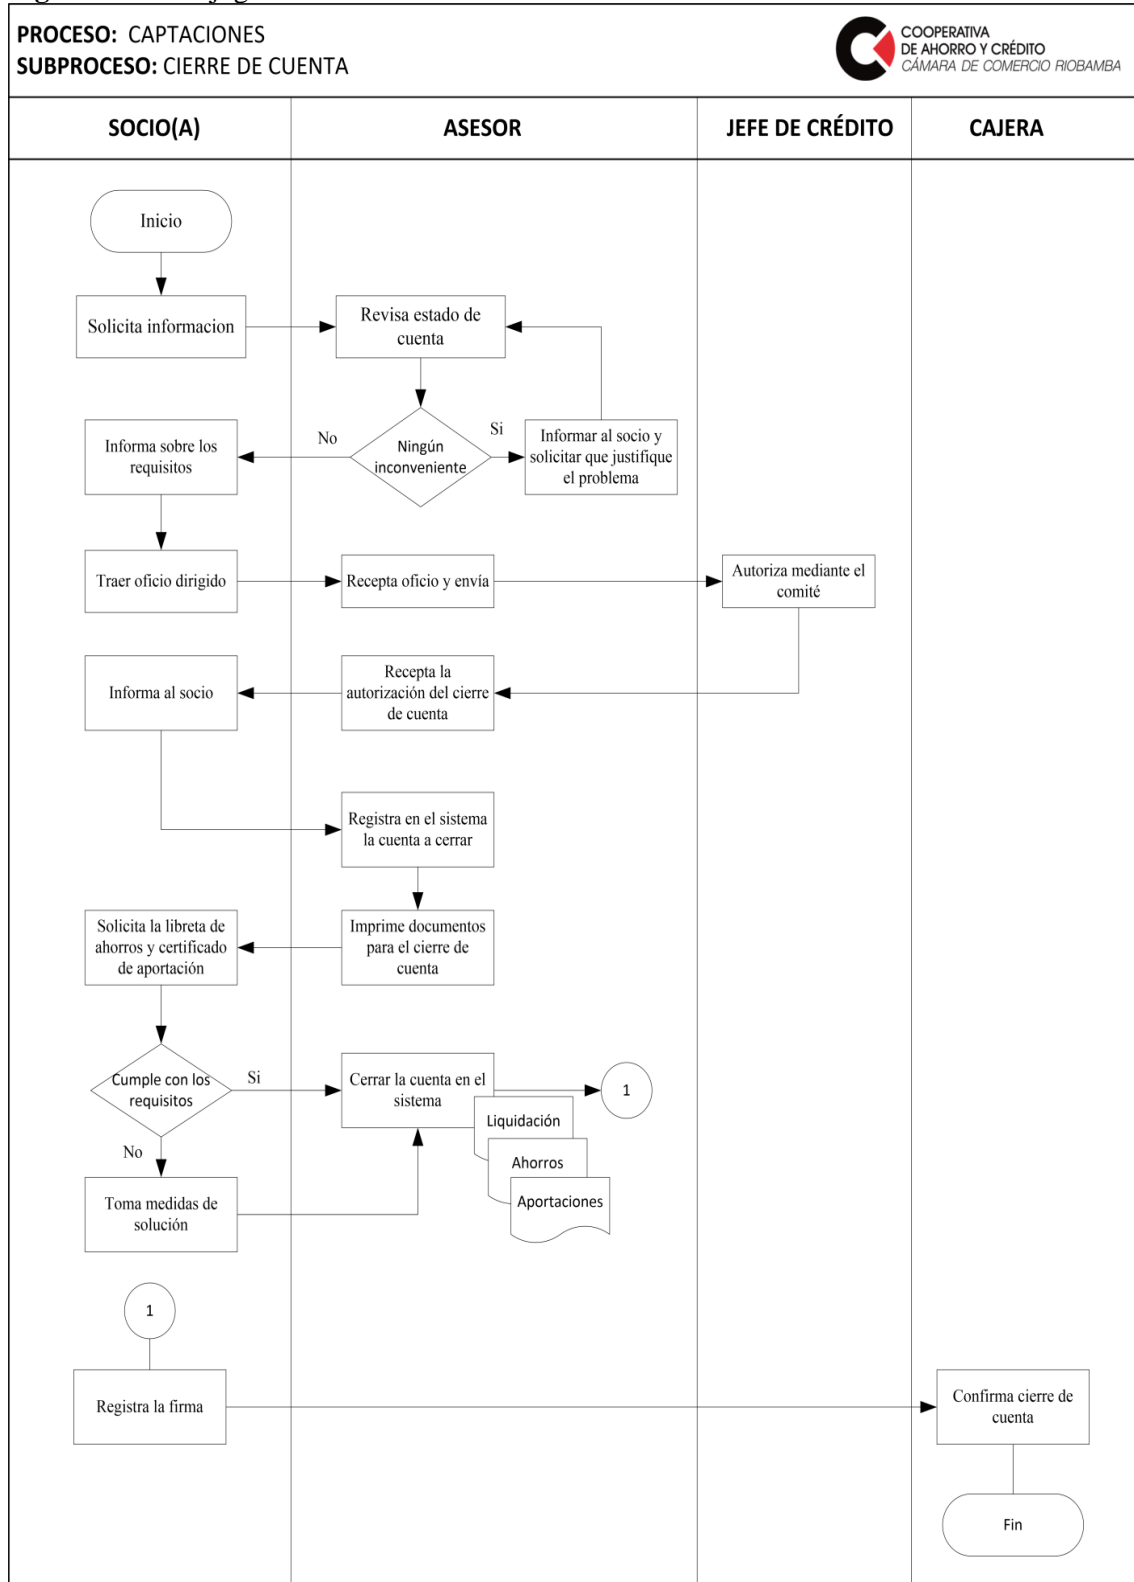 PROCESO: CAPTACIONES
SUBPROCESO: CIERRE DE CUENTA
COOPERATIVA
DE AHORRO Y CRÉDITO
CÁMARA DE COMERCIO RIOBAMBA
SOCIO(A)
ASESOR
JEFE DE CRÉDITO
CAJERA
Inicio
Solicita informacion
Revisa estado de
cuenta
Informa sobre los
requisitos
No
Ningún
inconveniente
Si
Informar al socio y
solicitar que justifique
el problema
Traer oficio dirigido
Recepta oficio y envía
Autoriza mediante el
comité
Informa al socio
Recepta la
autorización del cierre
de cuenta
Registra en el sistema
la cuenta a cerrar
Solicita la libreta de
ahorros y certificado
de aportación
Imprime documentos
para el cierre de
cuenta
Cumple con los
requisitos
Si
Cerrar la cuenta en el
sistema
1
Liquidación
Ahorros
Aportaciones
No
Toma medidas de
solución
1
Registra la firma
Confirma cierre de
cuenta
Fin